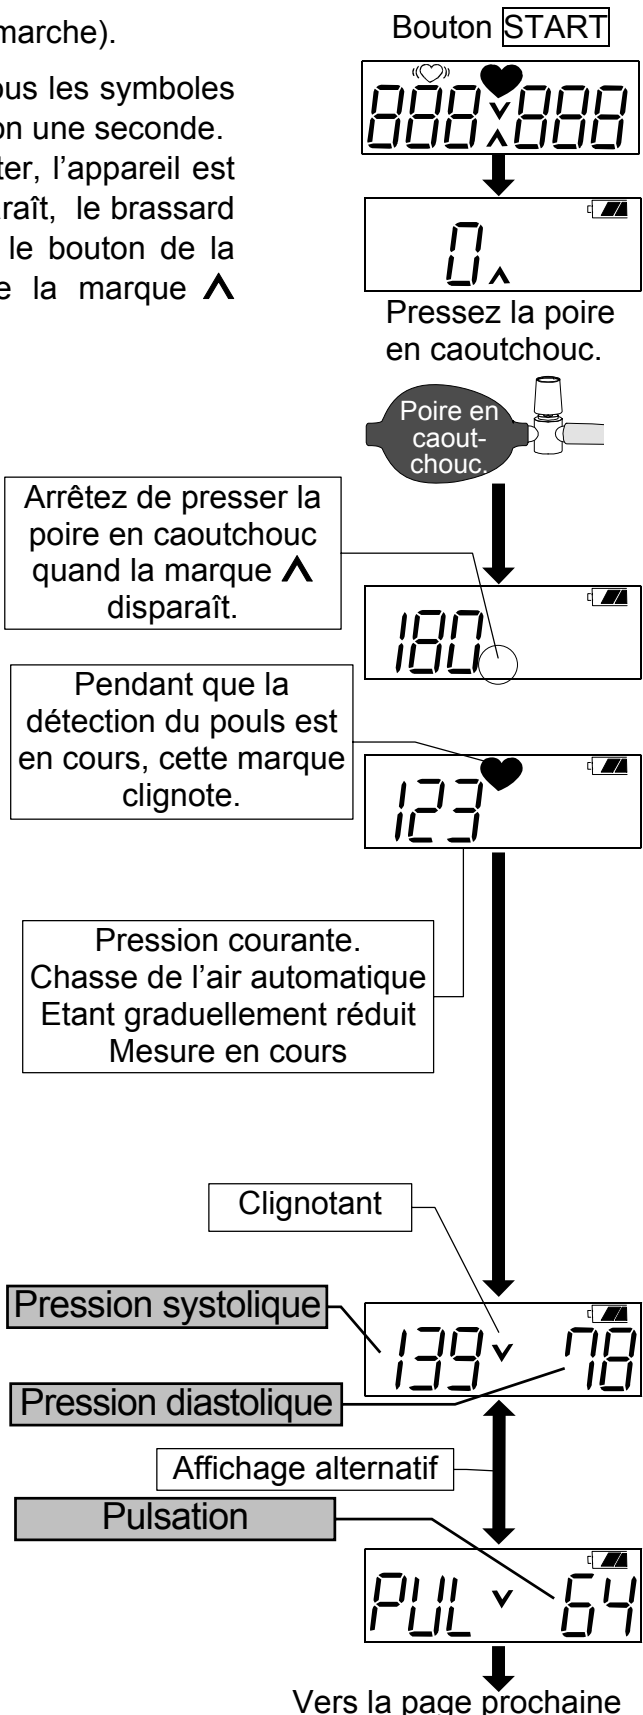 marche).
ous les symboles
on une seconde.
ter, l’appareil est
raît, le brassard
le bouton de la
e la marque ∧
Bouton START
888 888
0 ∧
Pressez la poire
en caoutchouc.
Poire en
caout-
chouc.
Arrêtez de presser la
poire en caoutchouc
quand la marque ∧
disparaît.
180
Pendant que la
détection du pouls est
en cours, cette marque
clignote.
123
Pression courante.
Chasse de l’air automatique
Etant graduellement réduit
Mesure en cours
Clignotant
Pression systolique
139 78
Pression diastolique
Affichage alternatif
Pulsation
PUL 64
Vers la page prochaine